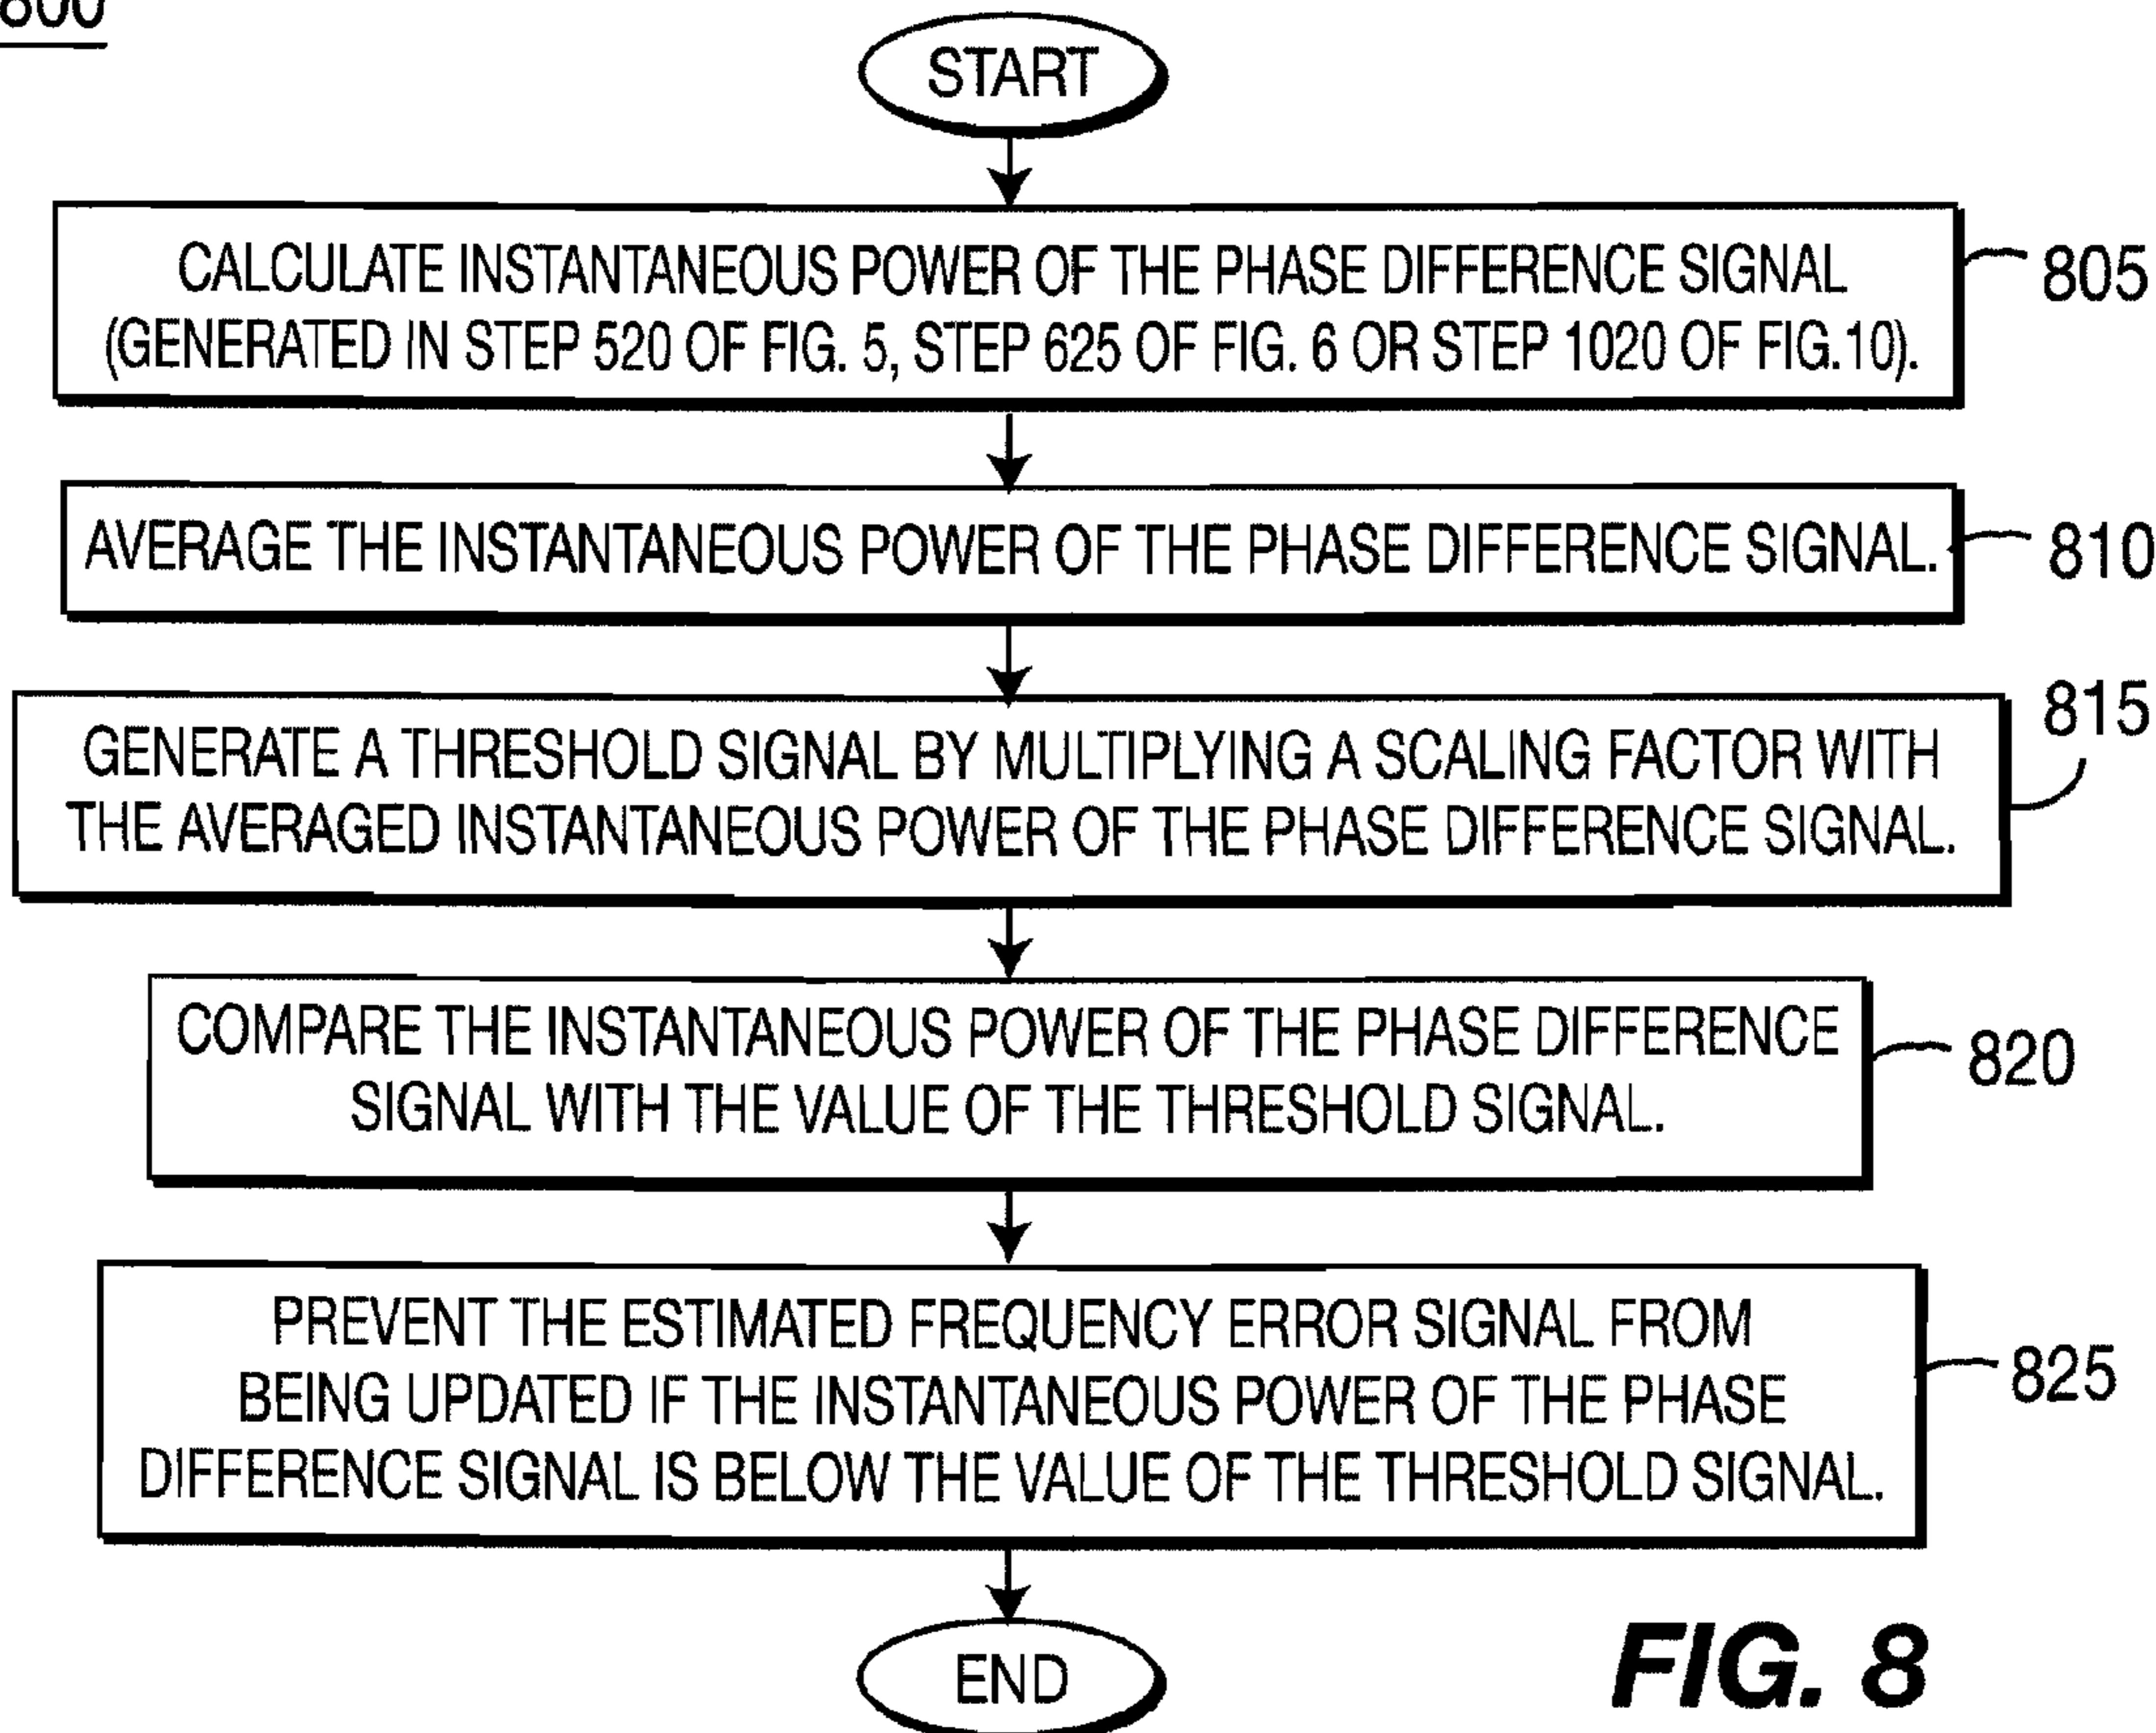 800
START
CALCULATE INSTANTANEOUS POWER OF THE PHASE DIFFERENCE SIGNAL
(GENERATED IN STEP 520 OF FIG. 5, STEP 625 OF FIG. 6 OR STEP 1020 OF FIG.10).
805
AVERAGE THE INSTANTANEOUS POWER OF THE PHASE DIFFERENCE SIGNAL.
810
GENERATE A THRESHOLD SIGNAL BY MULTIPLYING A SCALING FACTOR WITH
THE AVERAGED INSTANTANEOUS POWER OF THE PHASE DIFFERENCE SIGNAL.
815
COMPARE THE INSTANTANEOUS POWER OF THE PHASE DIFFERENCE
SIGNAL WITH THE VALUE OF THE THRESHOLD SIGNAL.
820
PREVENT THE ESTIMATED FREQUENCY ERROR SIGNAL FROM
BEING UPDATED IF THE INSTANTANEOUS POWER OF THE PHASE
DIFFERENCE SIGNAL IS BELOW THE VALUE OF THE THRESHOLD SIGNAL.
825
END
FIG. 8